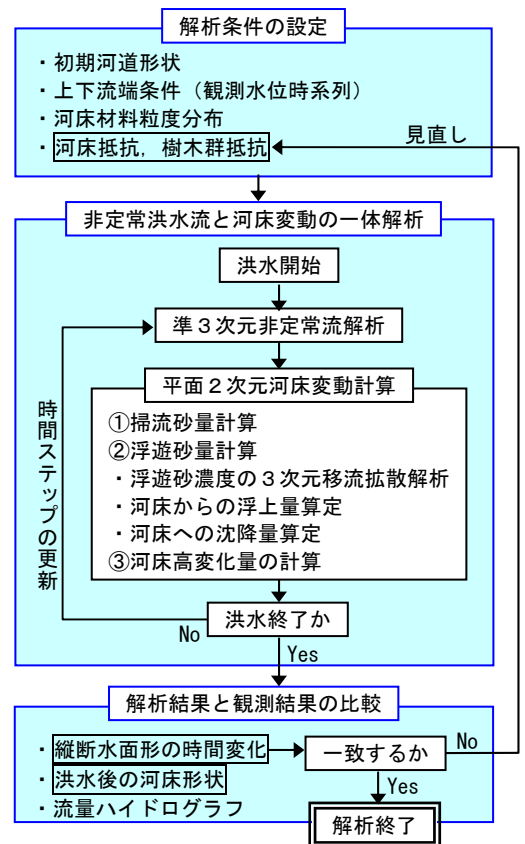 解析条件の設定
・初期河道形状
・上下流端条件（観測水位時系列）
・河床材料粒度分布
・河床抵抗，樹木群抵抗
見直し
非定常洪水流と河床変動の一体解析
洪水開始
準３次元非定常流解析
平面２次元河床変動計算
①掃流砂量計算
②浮遊砂量計算
・浮遊砂濃度の３次元移流拡散解析
・河床からの浮上量算定
・河床への沈降量算定
③河床高変化量の計算
時間ステップの更新
洪水終了か
No
Yes
解析結果と観測結果の比較
・縦断水面形の時間変化
・洪水後の河床形状
・流量ハイドログラフ
一致するか
No
Yes
解析終了